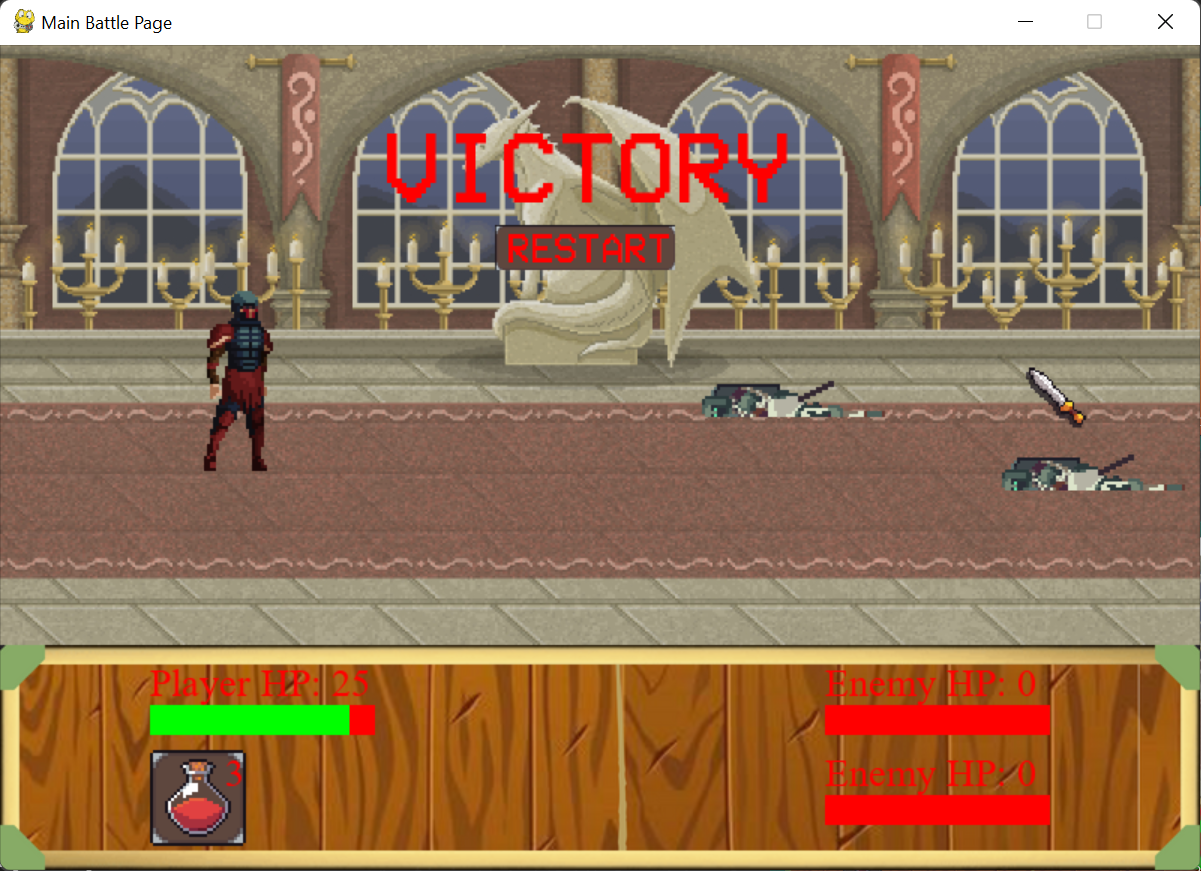 Main Battle Page
VICTORY
RESTART
Player HP: 25
Enemy HP: 0
3
Enemy HP: 0